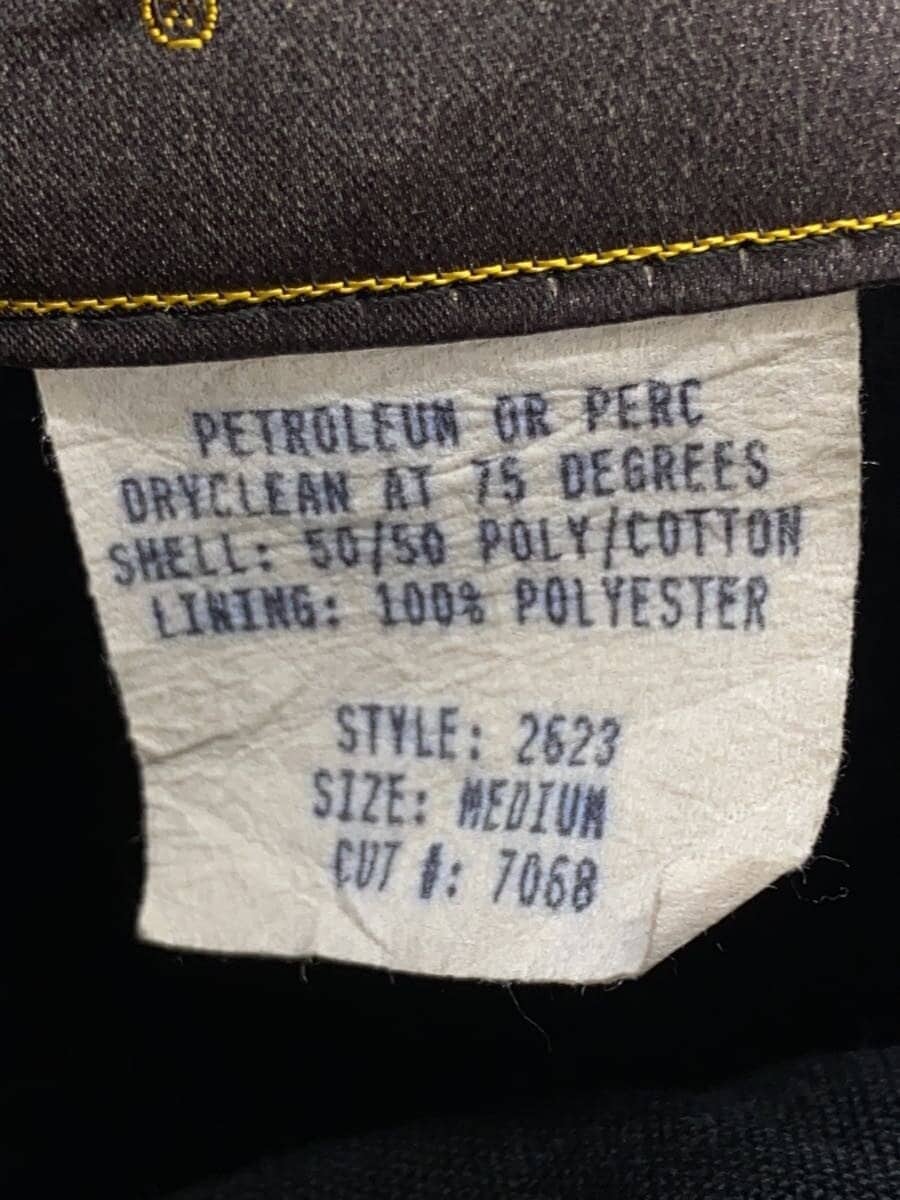 PETROLEUM OR PERC
DRYCLEAN AT 75 DEGREES
SHELL: 50/50 POLY/COTTON
LINING: 100% POLYESTER
STYLE: 2623
SIZE: MEDIUM
CUT #: 7068